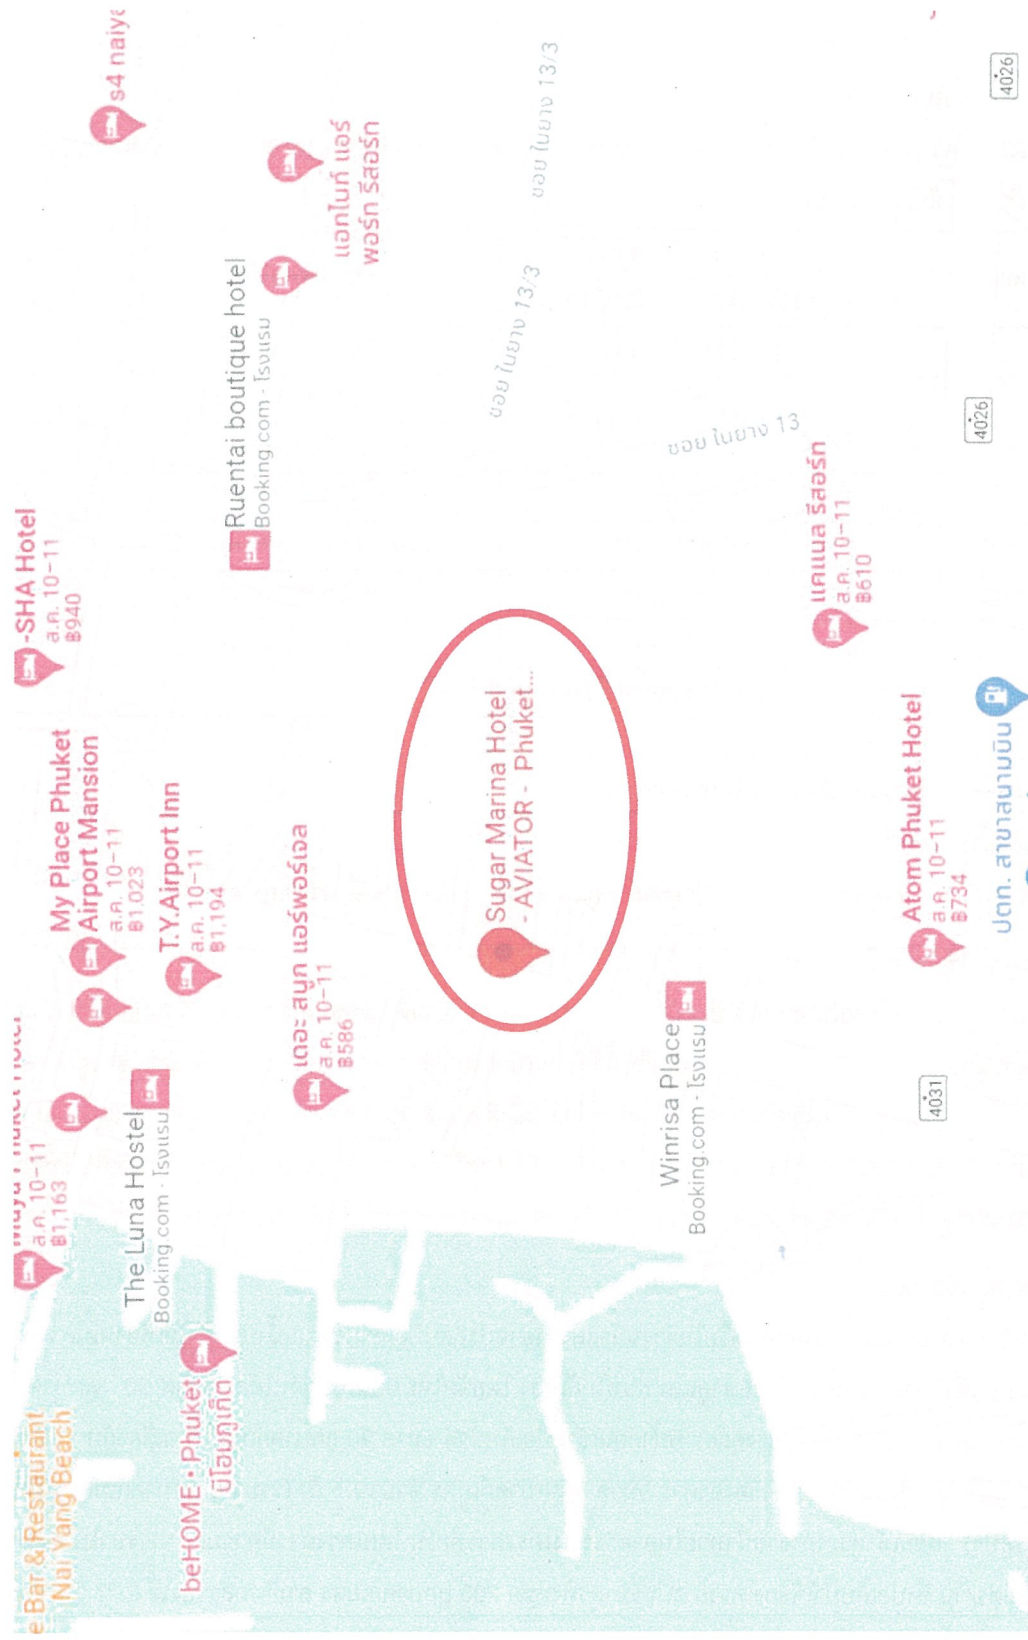 e Bar & Restaurant
Nai Yang Beach
ส.ค. 10-11
฿1,163
My Place Phuket
Airport Mansion
ส.ค. 10-11
฿1,023
-SHA Hotel
ส.ค. 10-11
฿940
s4 naiya
The Luna Hostel
Booking.com - โรงแรม
T.Y.Airport Inn
ส.ค. 10-11
฿1,194
beHOME • Phuket
บีโฮมภูเก็ต
Ruentai boutique hotel
Booking.com - โรงแรม
เดอะ สนูก แอร์พอร์เจล
ส.ค. 10-11
฿586
แอทไนท์ แอร์
พอร์ท รีสอร์ท
Sugar Marina Hotel
- AVIATOR - Phuket...
ซอย ในยาง 13/3
ซอย ในยาง 13/3
Winrisa Place
Booking.com - โรงแรม
ซอย ในยาง 13
แคแนล รีสอร์ท
ส.ค. 10-11
฿610
Atom Phuket Hotel
ส.ค. 10-11
฿734
4031
4026
4026
ปตท. สาขาสนามบิน